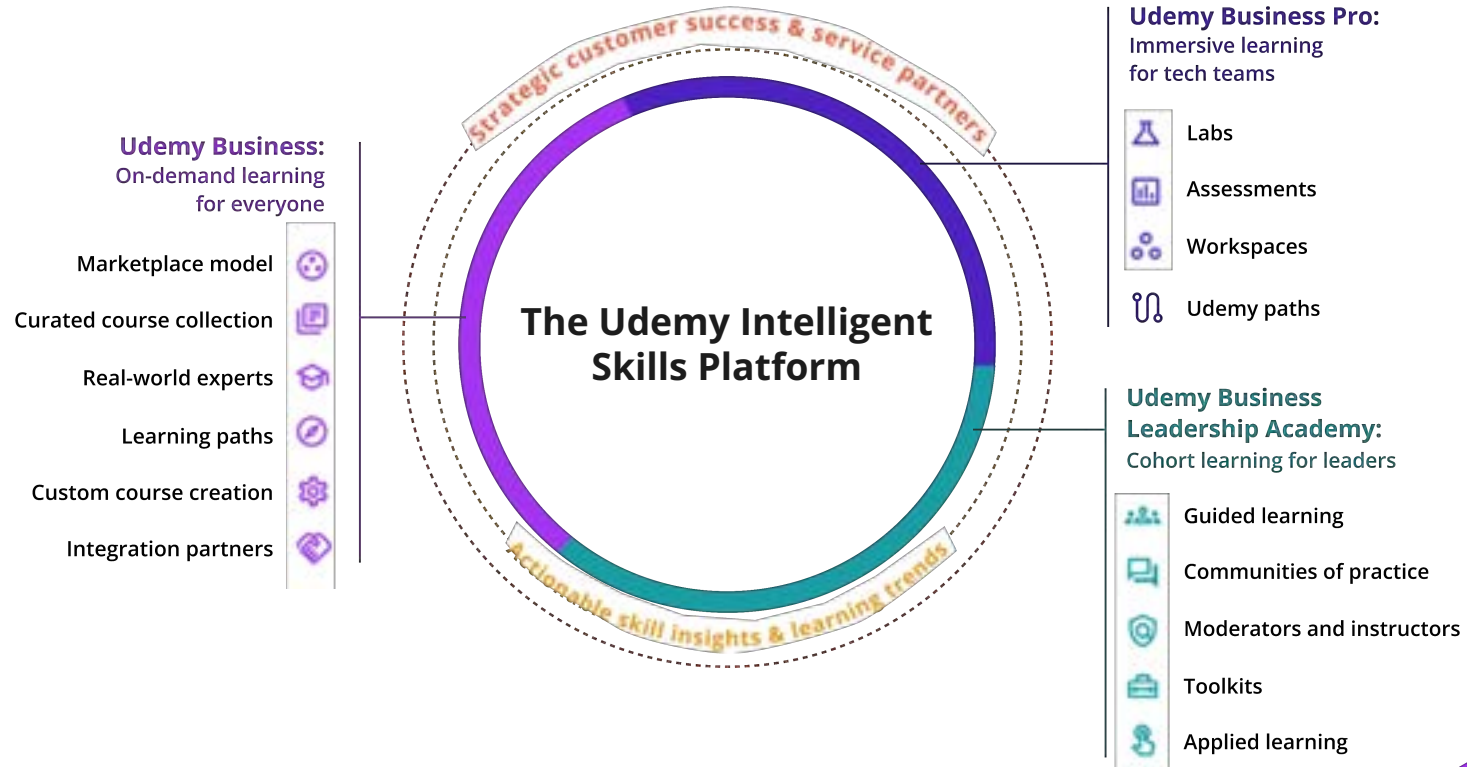 Strategic customer success & service partners
Udemy Business:
On-demand learning
for everyone
Marketplace model
Curated course collection
Real-world experts
Learning paths
Custom course creation
Integration partners
The Udemy Intelligent
Skills Platform
Actionable skill insights & learning trends
Udemy Business Pro:
Immersive learning
for tech teams
Labs
Assessments
Workspaces
Udemy paths
Udemy Business
Leadership Academy:
Cohort learning for leaders
Guided learning
Communities of practice
Moderators and instructors
Toolkits
Applied learning